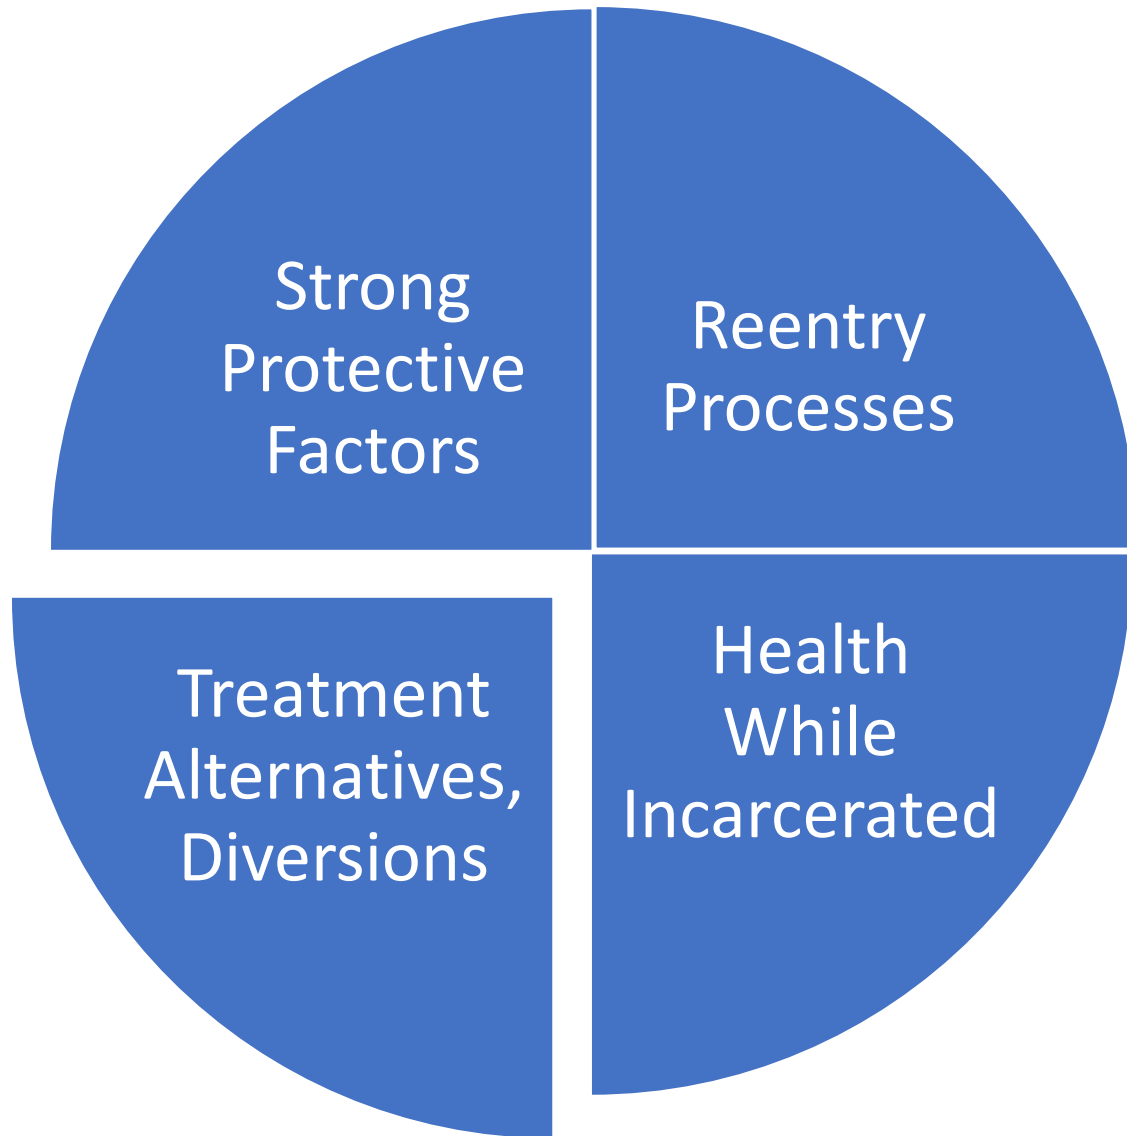 Strong
Protective
Factors
Reentry
Processes
Treatment
Alternatives,
Diversions
Health
While
Incarcerated